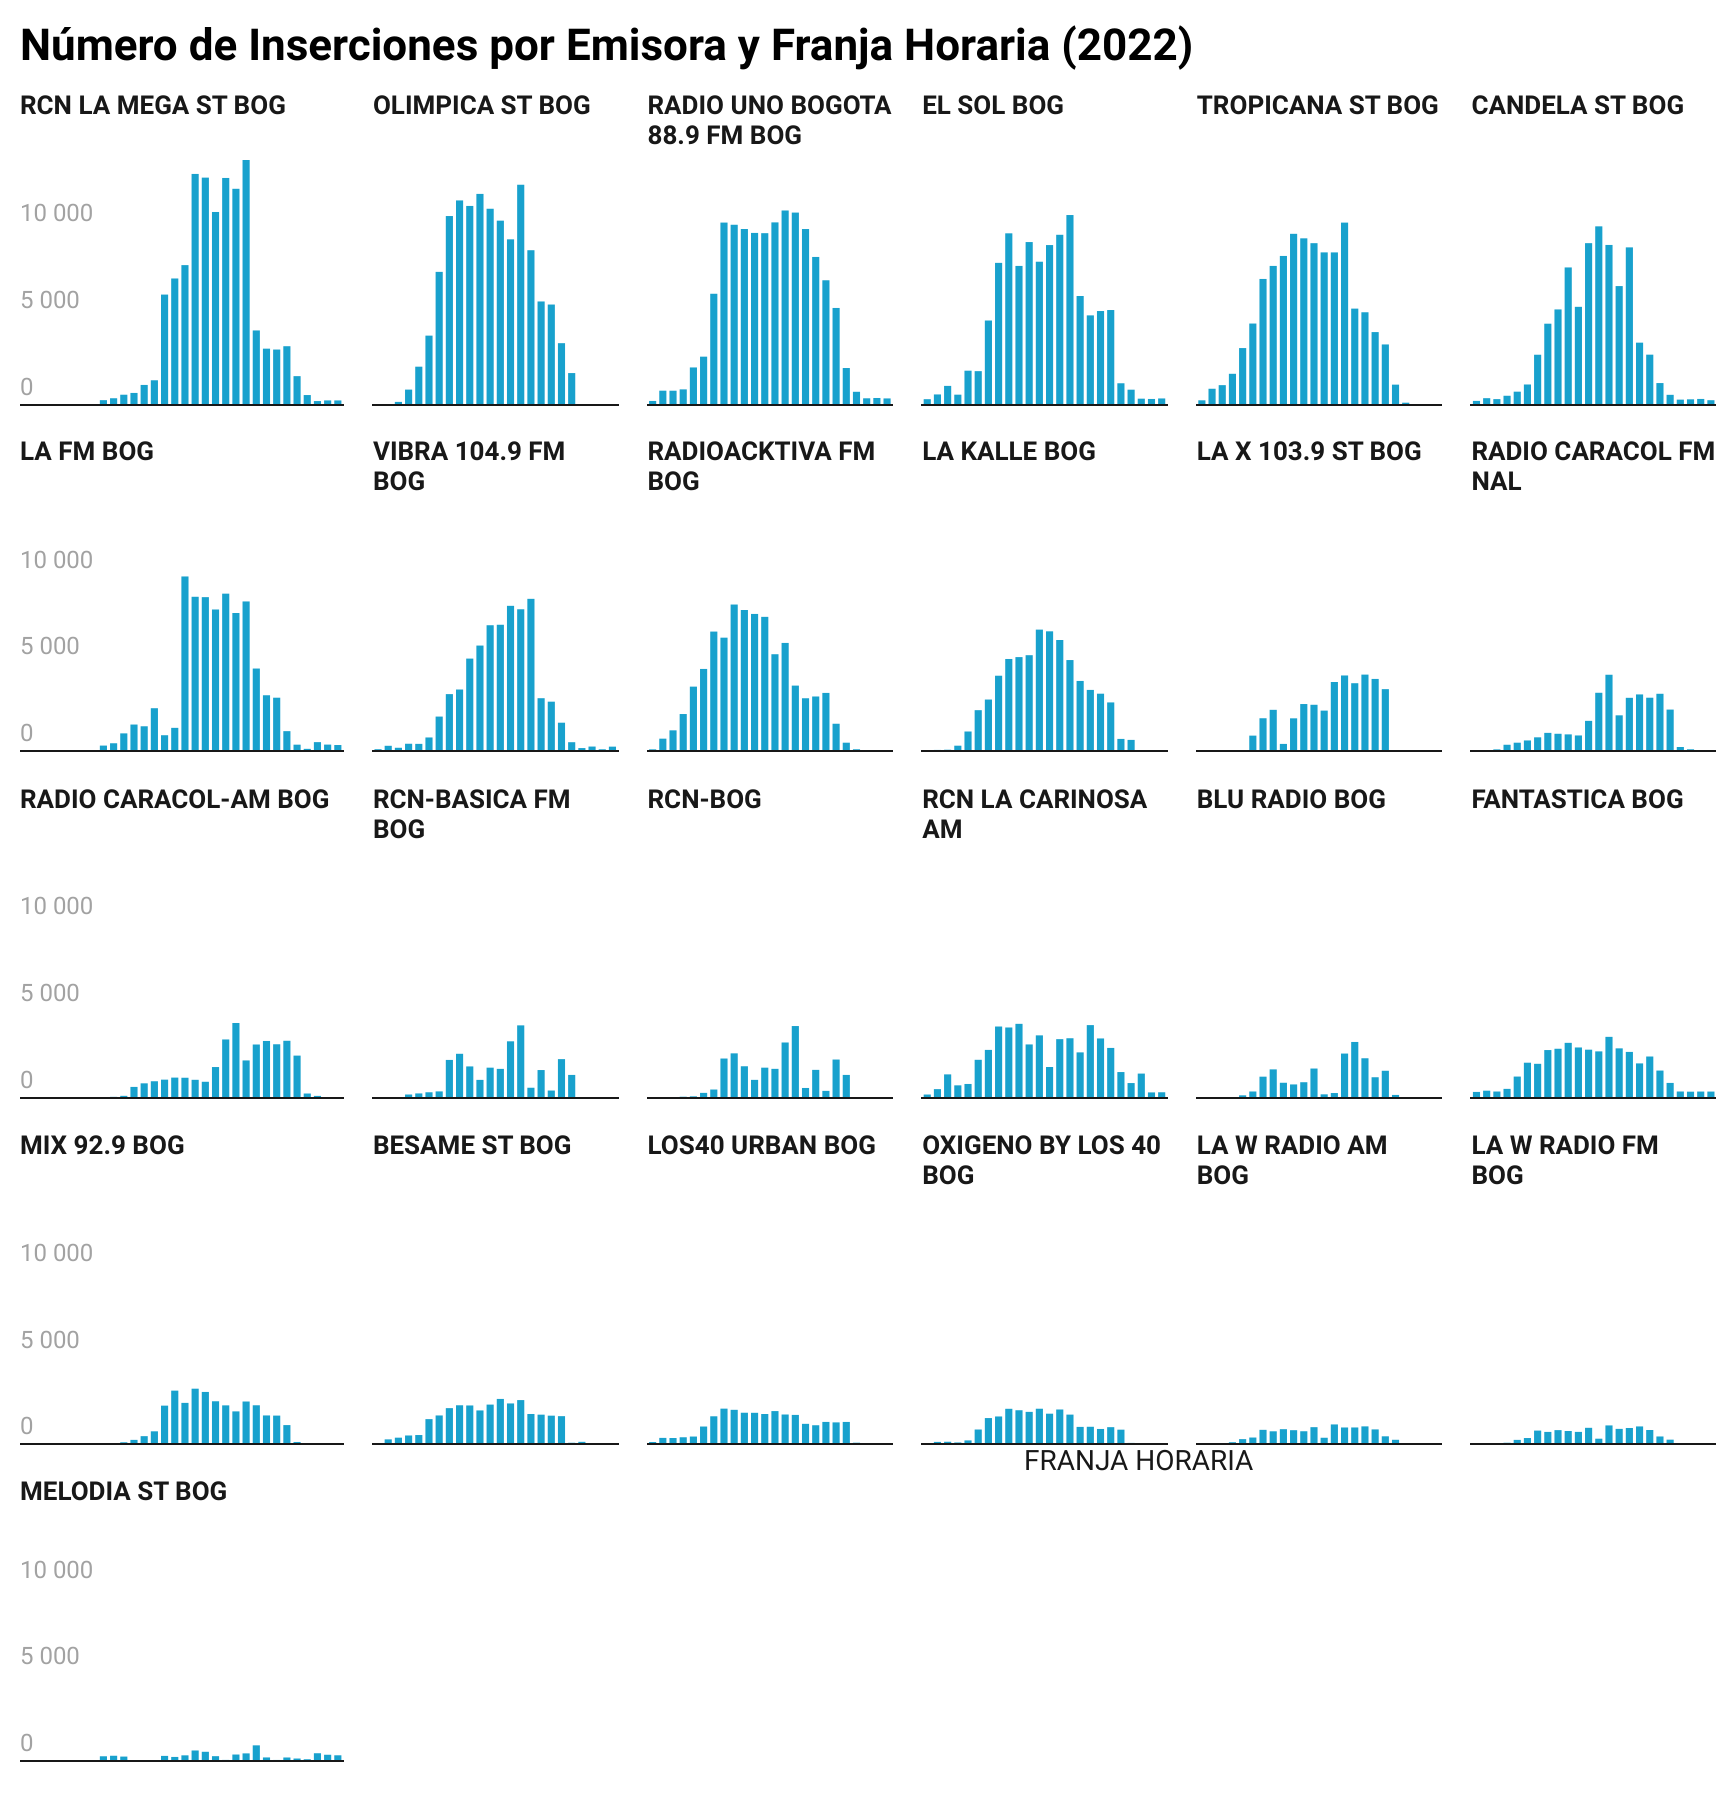 Número de Inserciones por Emisora y Franja Horaria (2022)
RCN LA MEGA ST BOG
OLIMPICA ST BOG
RADIO UNO BOGOTA
88.9 FM BOG
EL SOL BOG
TROPICANA ST BOG
CANDELA ST BOG
10 000
5 000
0
LA FM BOG
VIBRA 104.9 FM
BOG
RADIOACKTIVA FM
BOG
LA KALLE BOG
LA X 103.9 ST BOG
RADIO CARACOL FM
NAL
10 000
5 000
0
RADIO CARACOL-AM BOG
RCN-BASICA FM
BOG
RCN-BOG
RCN LA CARINOSA
AM
BLU RADIO BOG
FANTASTICA BOG
10 000
5 000
0
MIX 92.9 BOG
BESAME ST BOG
LOS40 URBAN BOG
OXIGENO BY LOS 40
BOG
LA W RADIO AM
BOG
LA W RADIO FM
BOG
10 000
5 000
0
FRANJA HORARIA
MELODIA ST BOG
10 000
5 000
0